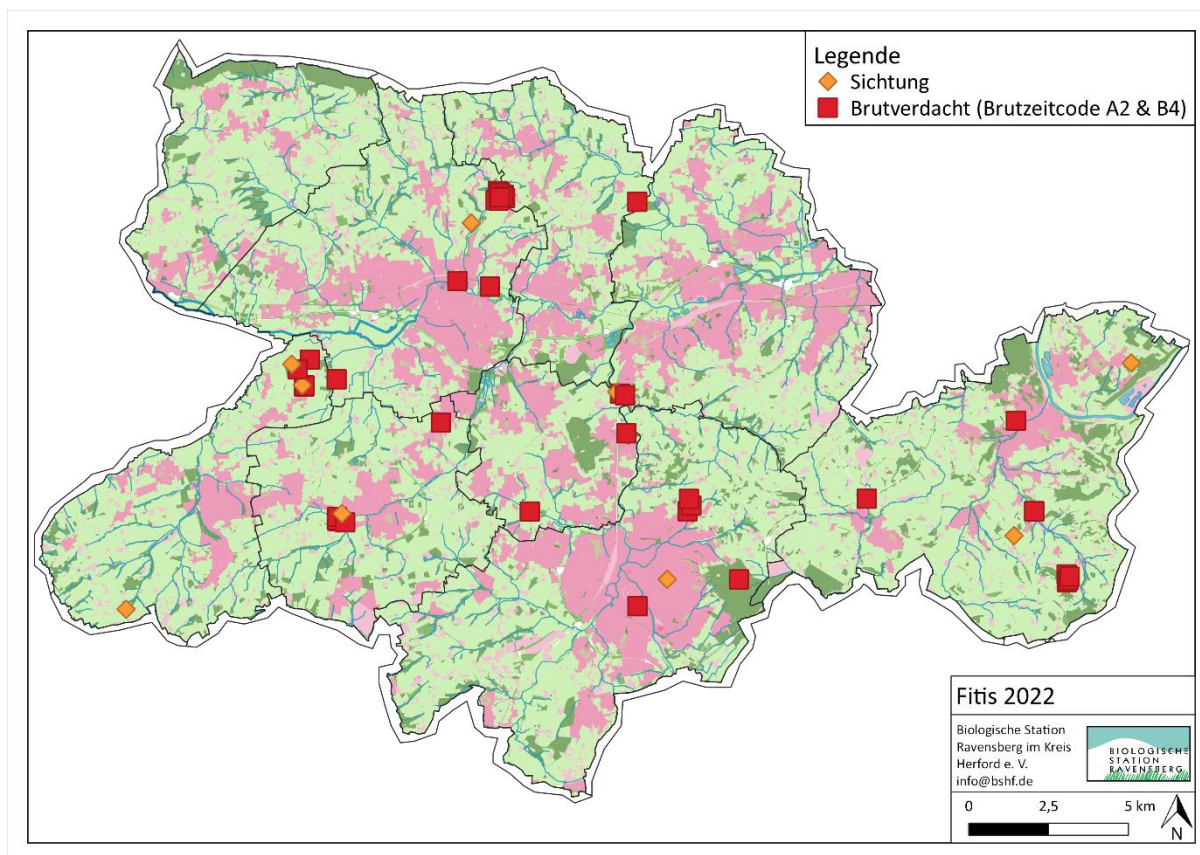 Legende
Sichtung
Brutverdacht (Brutzeitcode A2 & B4)
Fitis 2022
Biologische Station
Ravensberg im Kreis
Herford e. V.
info@bshf.de
BIOLOGISCHE
STATION
RAVENSBERG
0 2,5 5 km
N